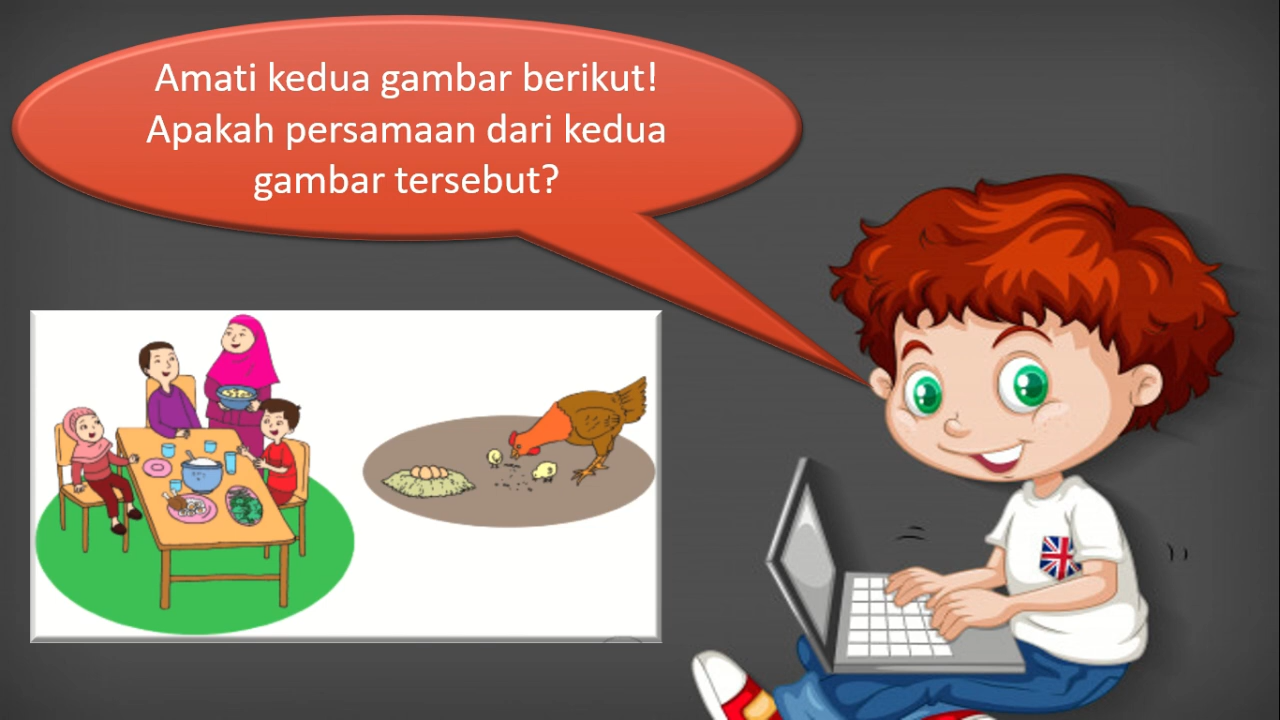 Amati kedua gambar berikut!
Apakah persamaan dari kedua
gambar tersebut?